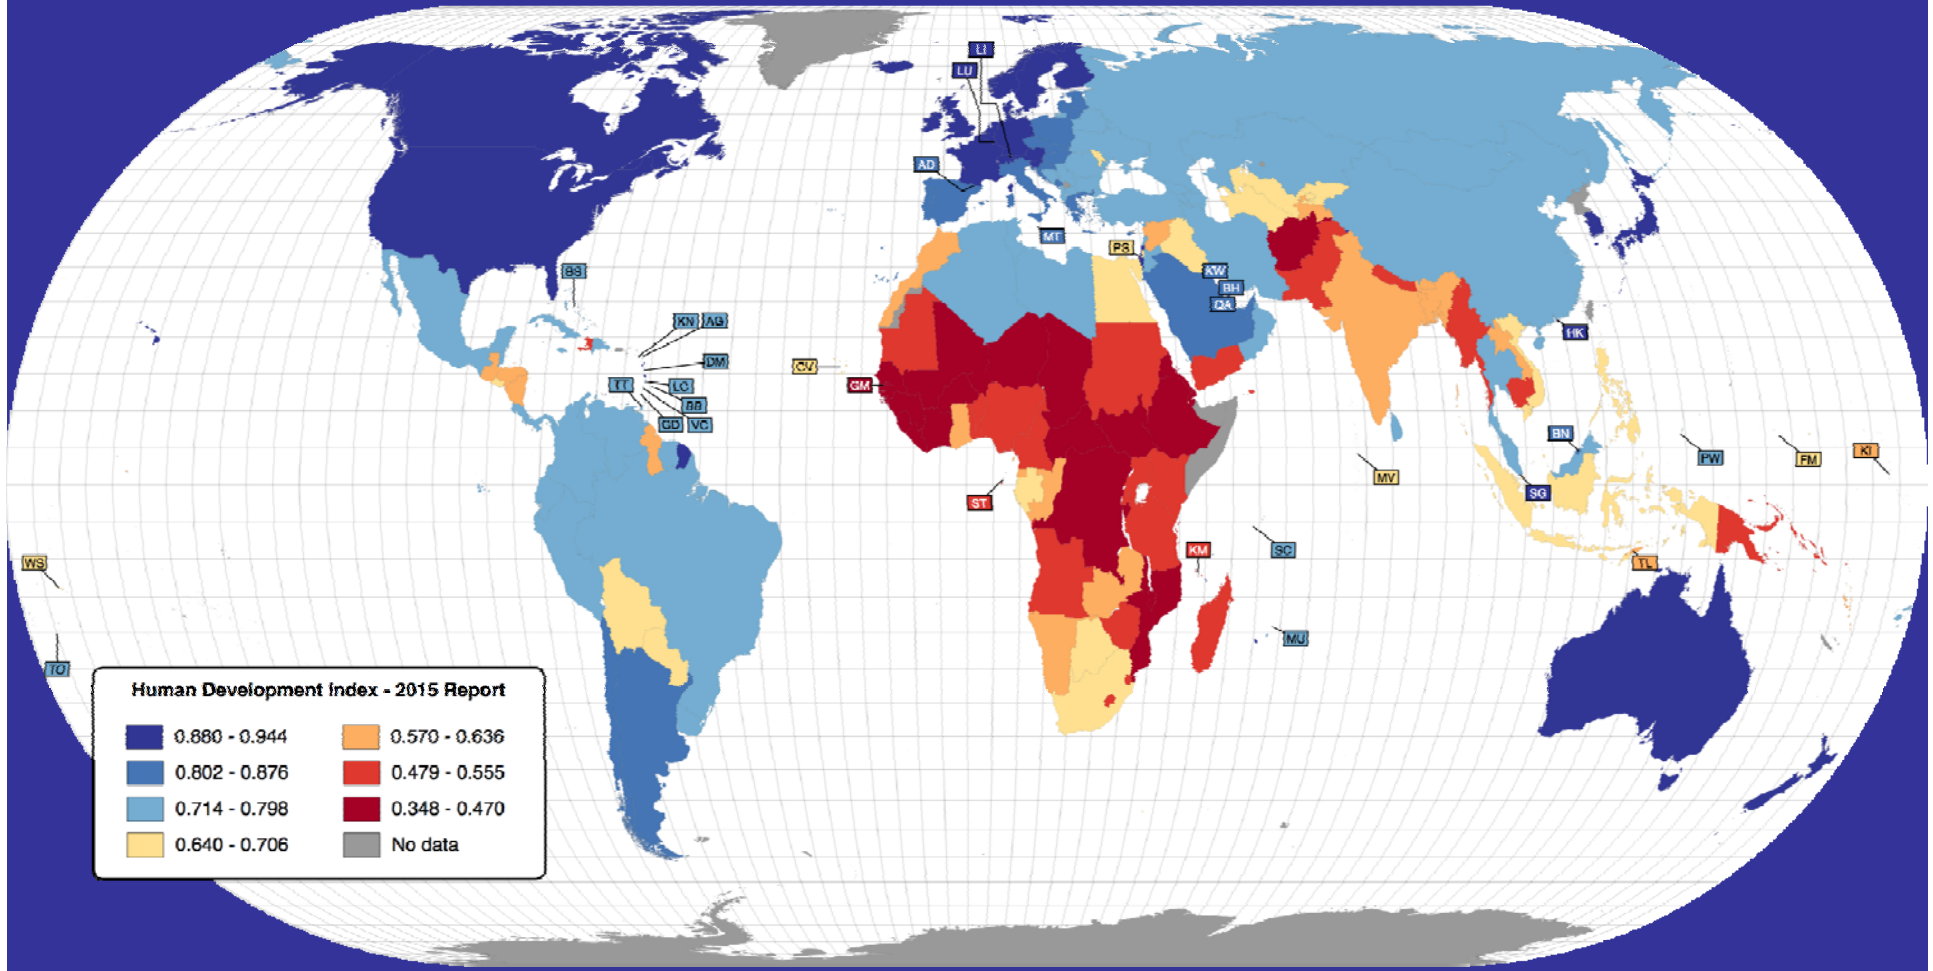 LI
LU
AD
MT
PS
KW
BH
QA
BS
KN AG
DM
CV
GM
TT LC
BB
GD VC
HK
BN
PW
FM
KI
MV
SG
ST
WS
KM
SC
TL
MU
TO
Human Development Index - 2015 Report
0.880 - 0.944 0.570 - 0.636
0.802 - 0.876 0.479 - 0.555
0.714 - 0.798 0.348 - 0.470
0.640 - 0.706 No data